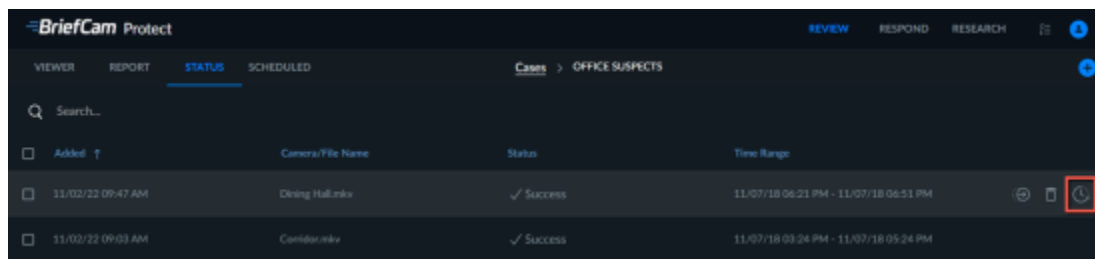 BriefCam Protect REVIEW RESPOND RESEARCH
VIEWER REPORT STATUS SCHEDULED Cases > OFFICE SUSPECTS
Search...
Added ↑ Camera/File Name Status Time Range
11/02/22 09:47 AM Dining Hall.mkv ✓ Success 11/07/18 06:21 PM - 11/07/18 06:51 PM
11/02/22 09:03 AM Corridor.mkv ✓ Success 11/07/18 03:24 PM - 11/07/18 05:24 PM